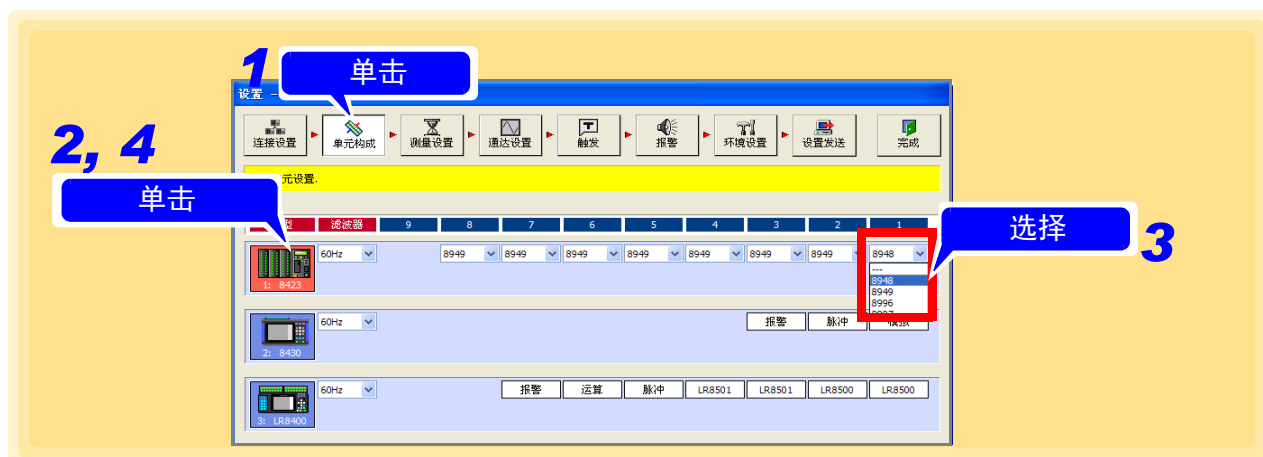 1
单击
设置 -
2, 4
连接设置 单元构成 测量设置 通达设置 触发 报警 环境设置 设置发送 完成
元设置.
单击
型 滤波器 9 8 7 6 5 4 3 2 1
选择
3
60Hz 8949 8949 8949 8949 8949 8949 8949 8948
---
8948
8949
8996
1: 8423
60Hz 报警 脉冲 模拟
2: 8430
60Hz 报警 运算 脉冲 LR8501 LR8501 LR8500 LR8500
3: LR8400